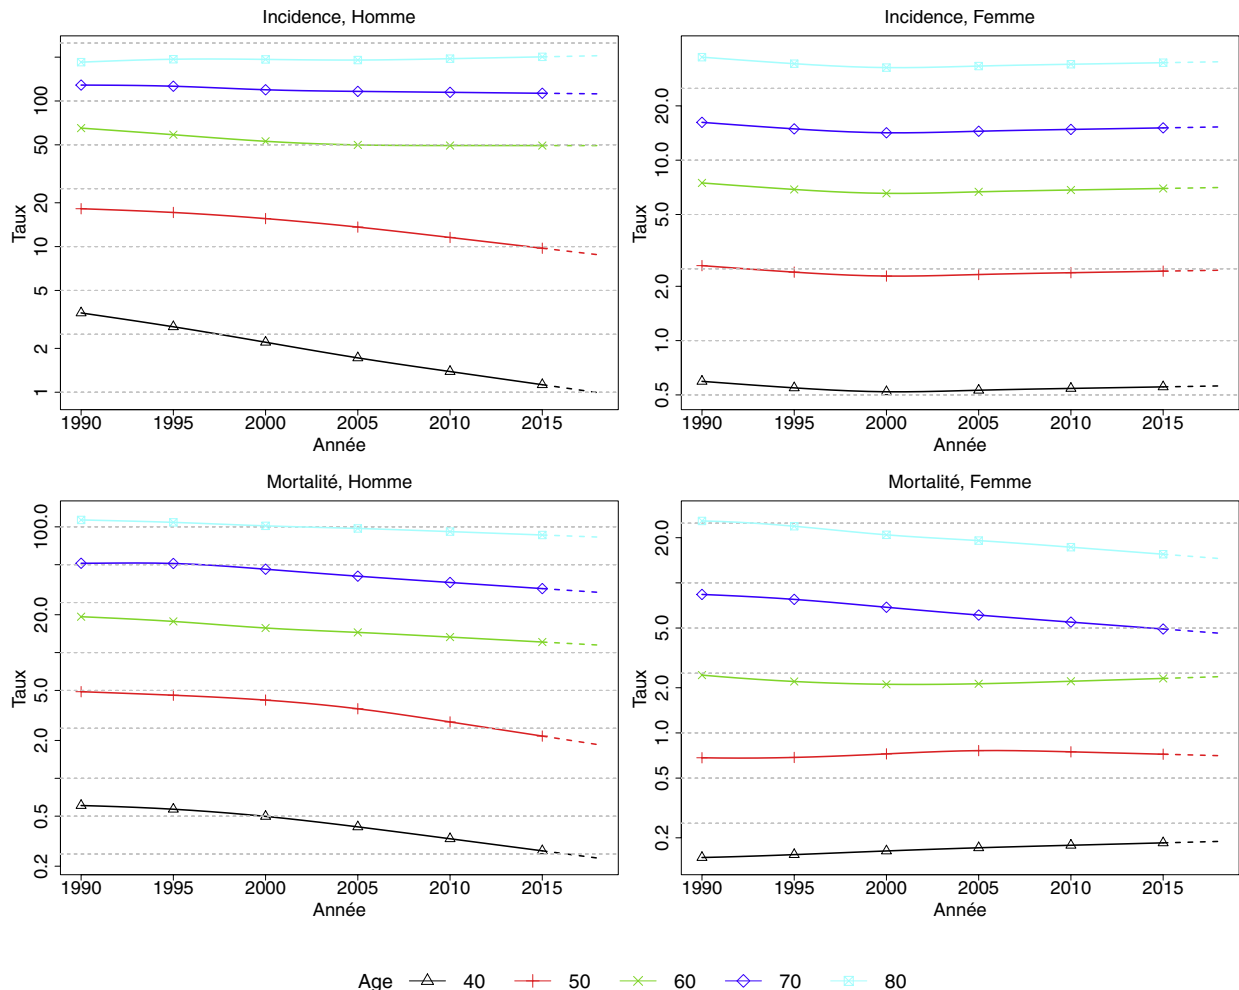 Incidence, Homme
Taux
1 2 5 10 20 50 100
1990 1995 2000 2005 2010 2015
Année
Incidence, Femme
Taux
0.5 1.0 2.0 5.0 10.0 20.0
1990 1995 2000 2005 2010 2015
Année
Mortalité, Homme
Taux
0.2 0.5 2.0 5.0 20.0 100.0
1990 1995 2000 2005 2010 2015
Année
Mortalité, Femme
Taux
0.2 0.5 1.0 2.0 5.0 20.0
1990 1995 2000 2005 2010 2015
Année
Age 40 50 60 70 80